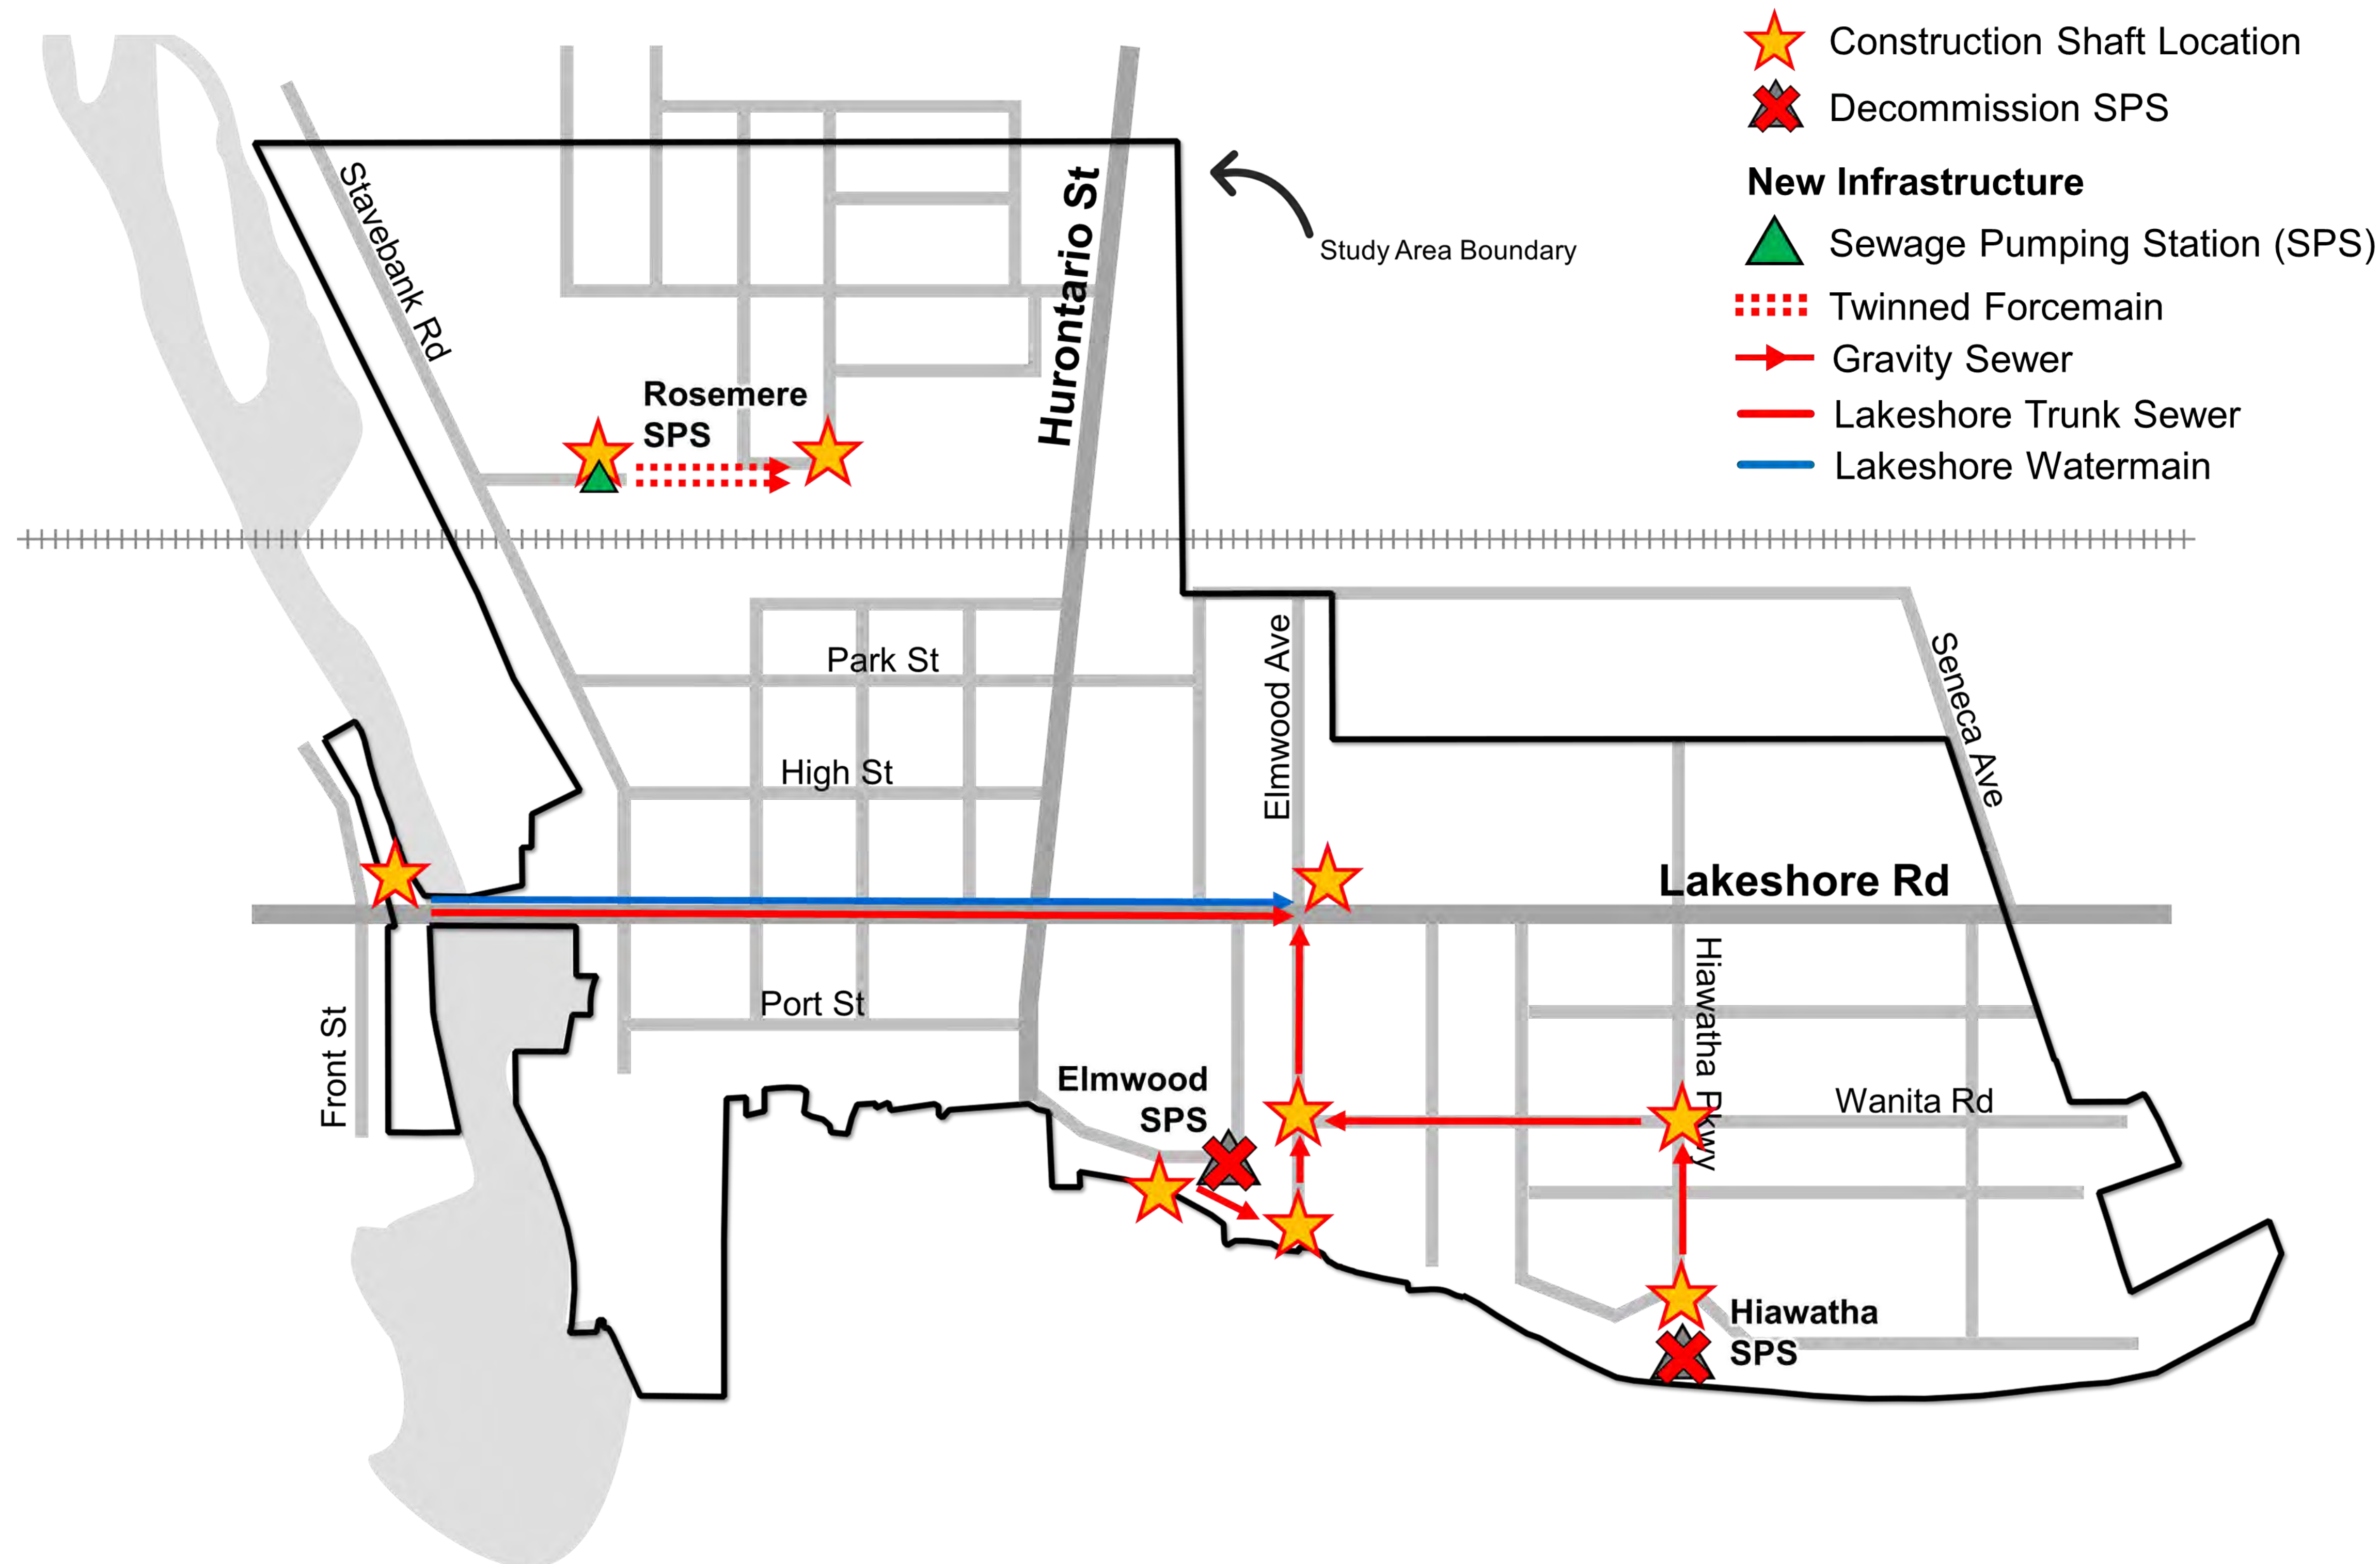 Construction Shaft Location
Decommission SPS
New Infrastructure
Sewage Pumping Station (SPS)
Twinned Forcemain
Gravity Sewer
Lakeshore Trunk Sewer
Lakeshore Watermain
Study Area Boundary
Stavebank Rd
Hurontario St
Rosemere
SPS
Park St
High St
Elmwood Ave
Seneca Ave
Lakeshore Rd
Front St
Port St
Hiawatha Pkwy
Elmwood
SPS
Wanita Rd
Hiawatha
SPS